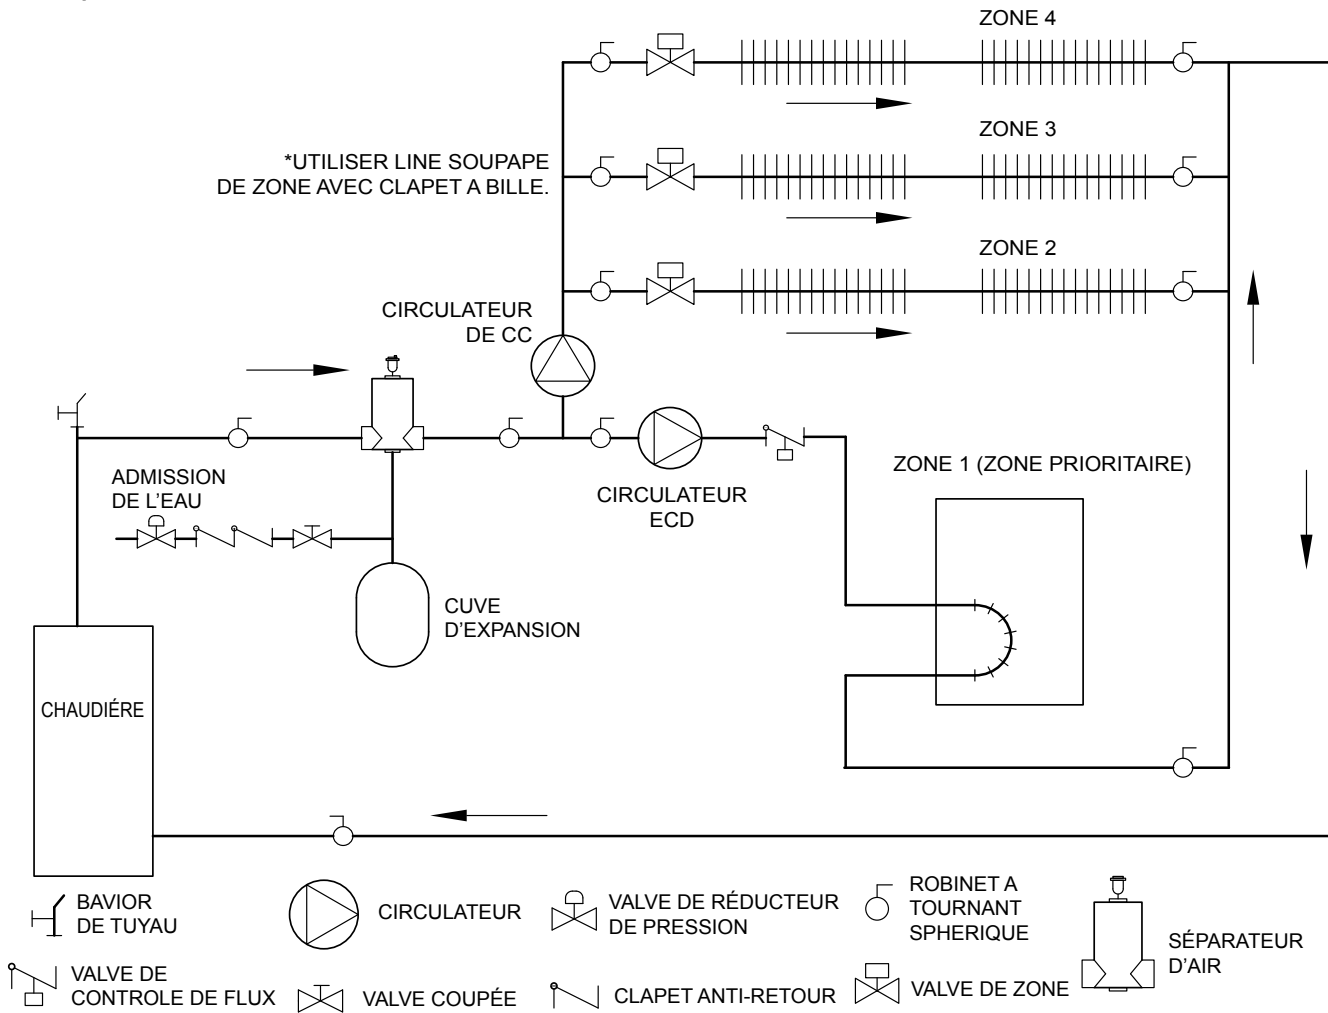 ZONE 4
ZONE 3
*UTILISER LINE SOUPAPE
DE ZONE AVEC CLAPET A BILLE.
ZONE 2
CIRCULATEUR
DE CC
ZONE 1 (ZONE PRIORITAIRE)
ADMISSION
DE L’EAU
CIRCULATEUR
ECD
CUVE
D’EXPANSION
CHAUDIÉRE
BAVIOR
DE TUYAU
CIRCULATEUR
VALVE DE RÉDUCTEUR
DE PRESSION
ROBINET A
TOURNANT
SPHERIQUE
SÉPARATEUR
D’AIR
VALVE DE
CONTROLE DE FLUX
VALVE COUPÉE
CLAPET ANTI-RETOUR
VALVE DE ZONE